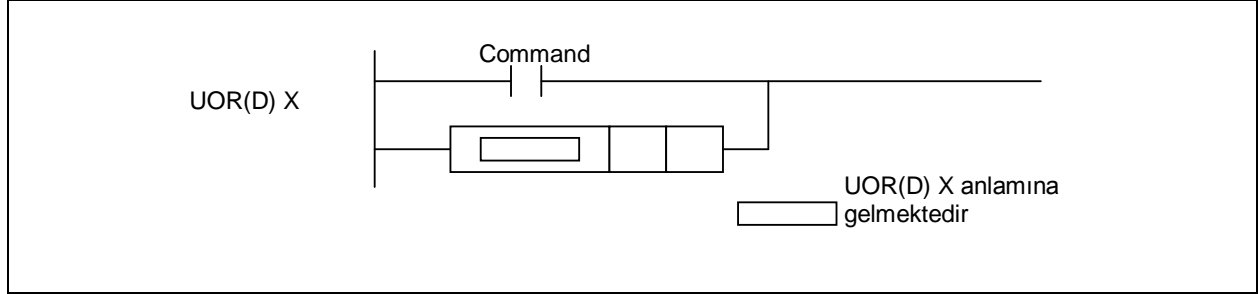 Command
UOR(D) X
UOR(D) X anlamına
gelmektedir